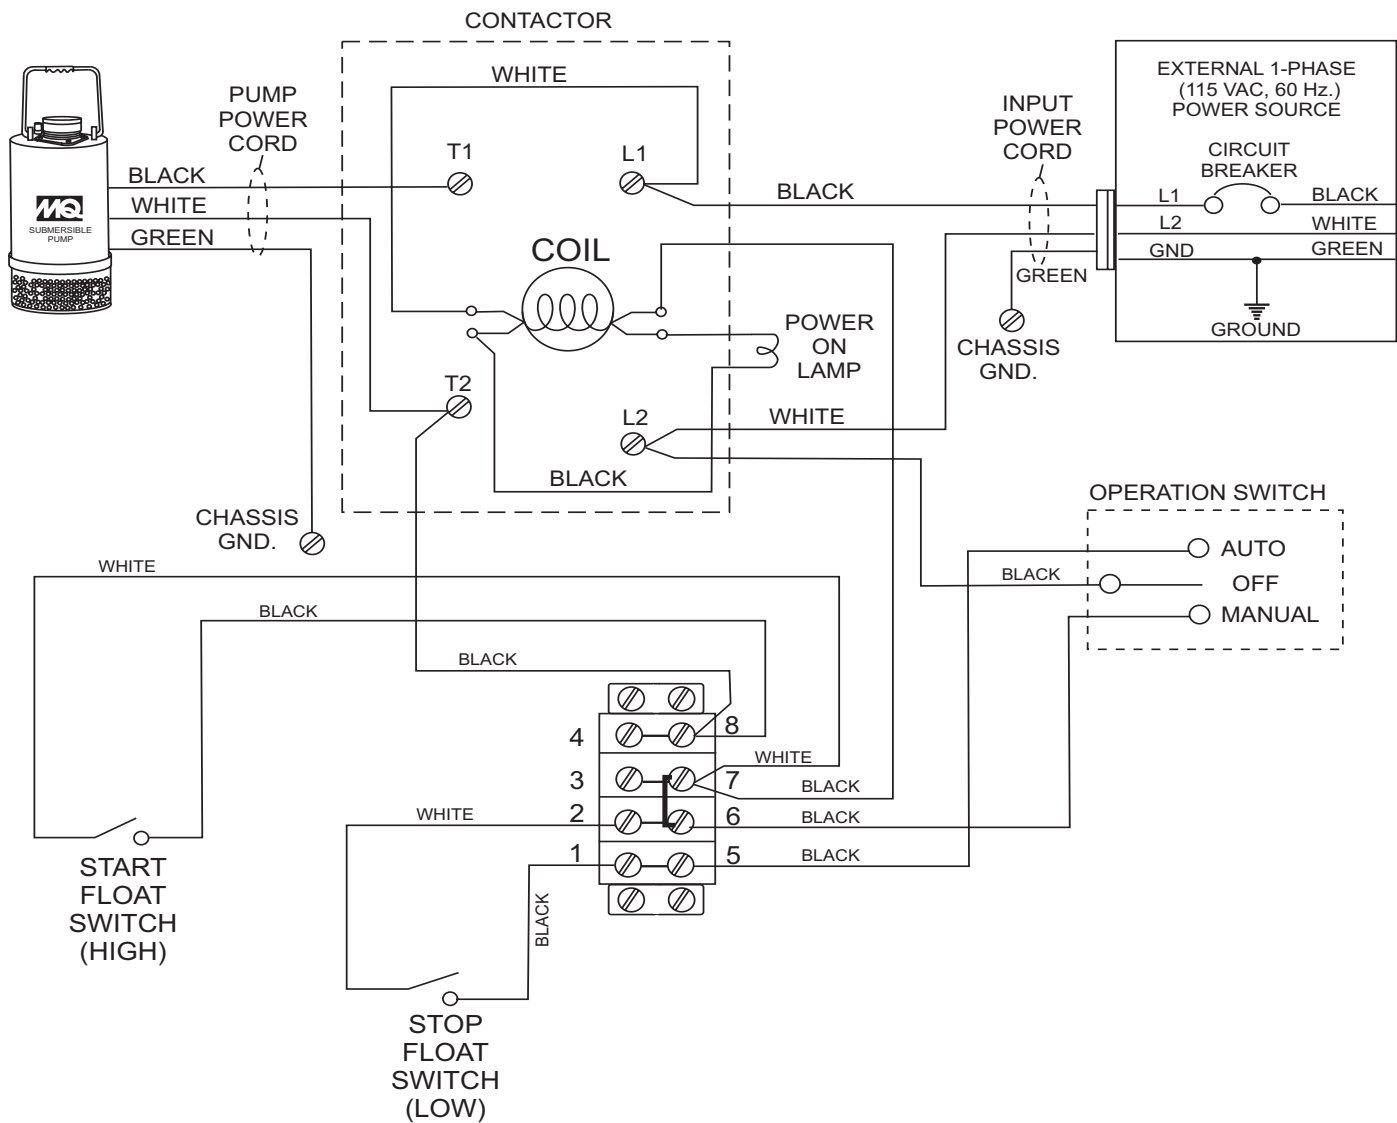 CONTACTOR
WHITE
PUMP
POWER
CORD
T1
L1
BLACK
WHITE
GREEN
MQ
SUBMERSIBLE
PUMP
COIL
POWER
ON
LAMP
T2
L2
WHITE
BLACK
BLACK
INPUT
POWER
CORD
GREEN
CHASSIS
GND.
EXTERNAL 1-PHASE
(115 VAC, 60 Hz.)
POWER SOURCE
CIRCUIT
BREAKER
L1
BLACK
L2
WHITE
GND
GREEN
GROUND
CHASSIS
GND.
OPERATION SWITCH
AUTO
BLACK
OFF
MANUAL
WHITE
BLACK
BLACK
4
8
WHITE
3
7
BLACK
WHITE
2
6
BLACK
1
5
BLACK
BLACK
START
FLOAT
SWITCH
(HIGH)
STOP
FLOAT
SWITCH
(LOW)